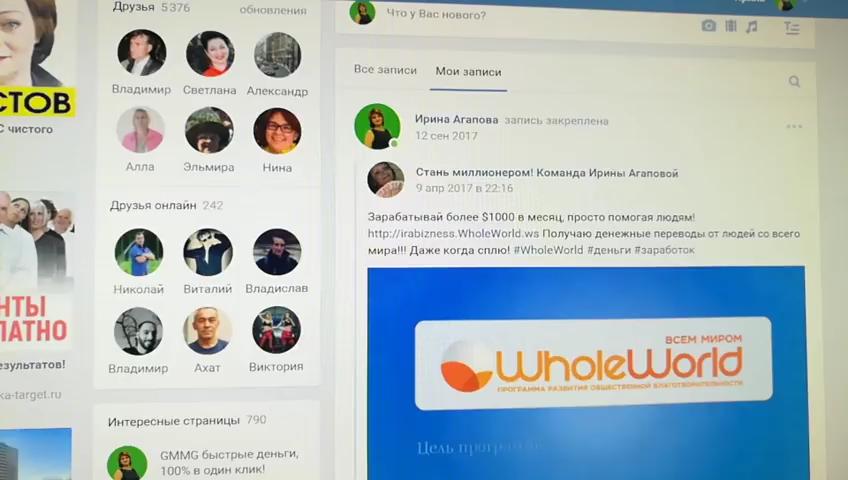 Друзья 5 376
обновления
Владимир Светлана Александр
Алла Эльмира Нина
Друзья онлайн 242
Николай Виталий Владислав
Владимир Ахат Виктория
Интересные страницы 790
GMMG быстрые деньги,
100% в один клик!
СТОВ
С чистого
НТЫ
ПЛАТНО
езультатов!
ka-target.ru
Что у Вас нового?
Все записи Мои записи
Ирина Агапова запись закреплена
12 сен 2017
Стань миллионером! Команда Ирины Агаповой
9 апр 2017 в 22:16
Зарабатывай более $1000 в месяц, просто помогая людям!
http://irabizness.WholeWorld.ws Получаю денежные переводы от людей со всего
мира!!! Даже когда сплю! #WholeWorld #деньги #заработок
ВСЕМ МИРОМ
WholeWorld
ПРОГРАММА РАЗВИТИЯ ОБЩЕСТВЕННОЙ БЛАГОТВОРИТЕЛЬНОСТИ
Цель